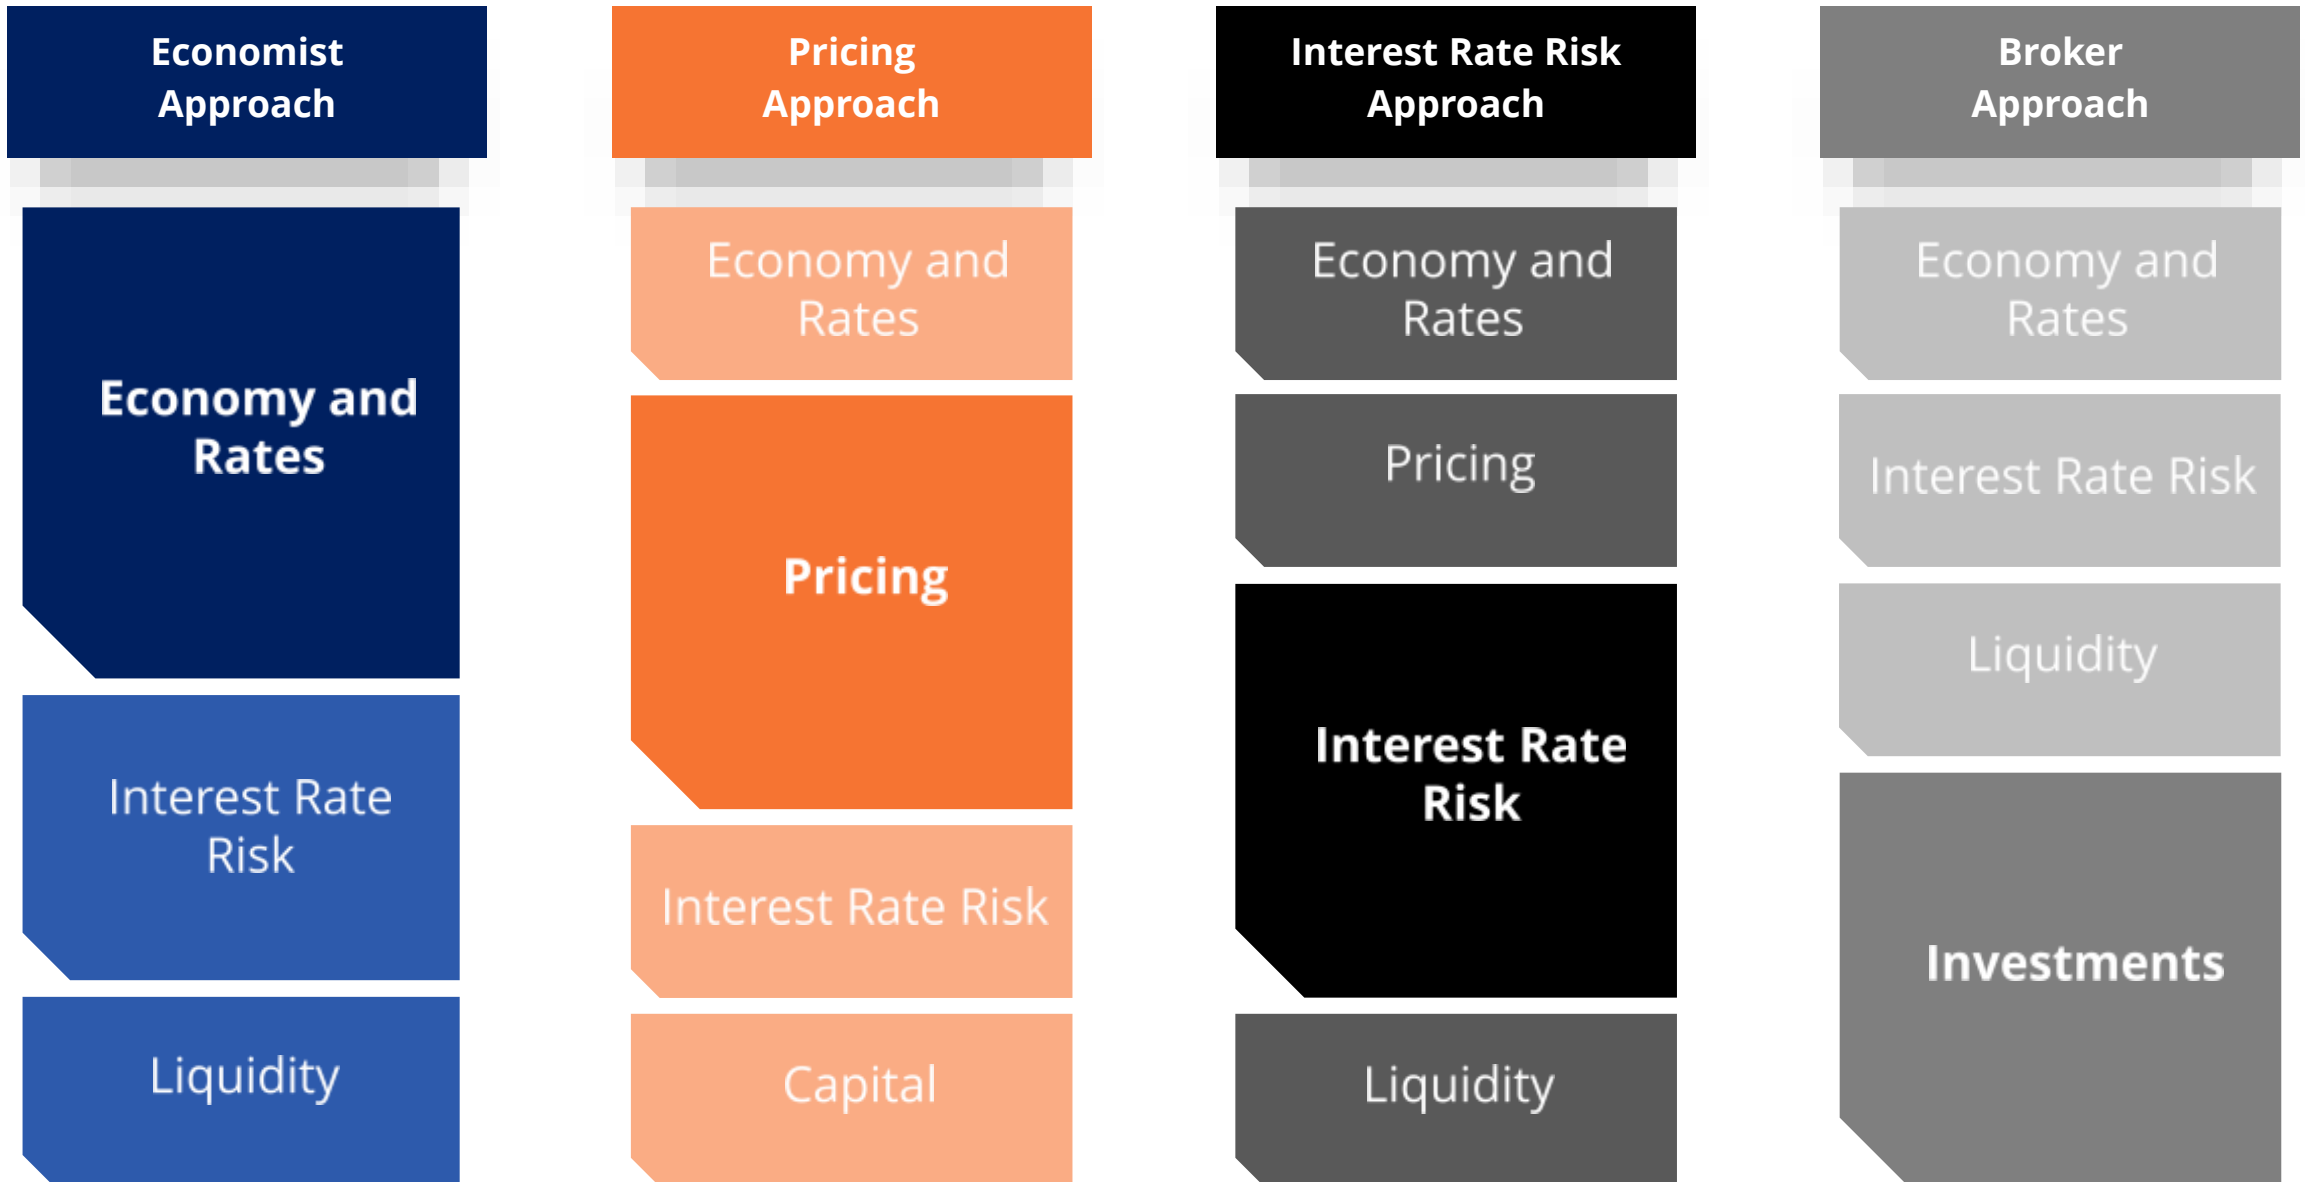 Economist
Approach
Economy and
Rates
Interest Rate
Risk
Liquidity
Pricing
Approach
Economy and
Rates
Pricing
Interest Rate Risk
Capital
Interest Rate Risk
Approach
Economy and
Rates
Pricing
Interest Rate
Risk
Liquidity
Broker
Approach
Economy and
Rates
Interest Rate Risk
Liquidity
Investments